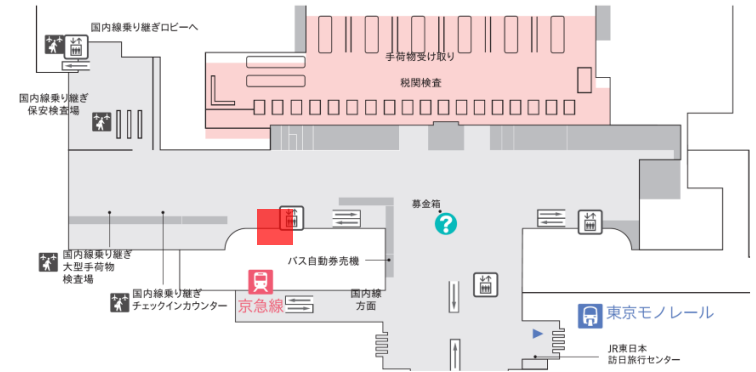 国内線乗り継ぎロビーへ
手荷物受け取り
税関検査
国内線乗り継ぎ
保安検査場
募金箱
?
国内線乗り継ぎ
大型手荷物
検査場
バス自動券売機
国内線乗り継ぎ
チェックインカウンター
京急線
国内線
方面
東京モノレール
JR東日本
訪日旅行センター